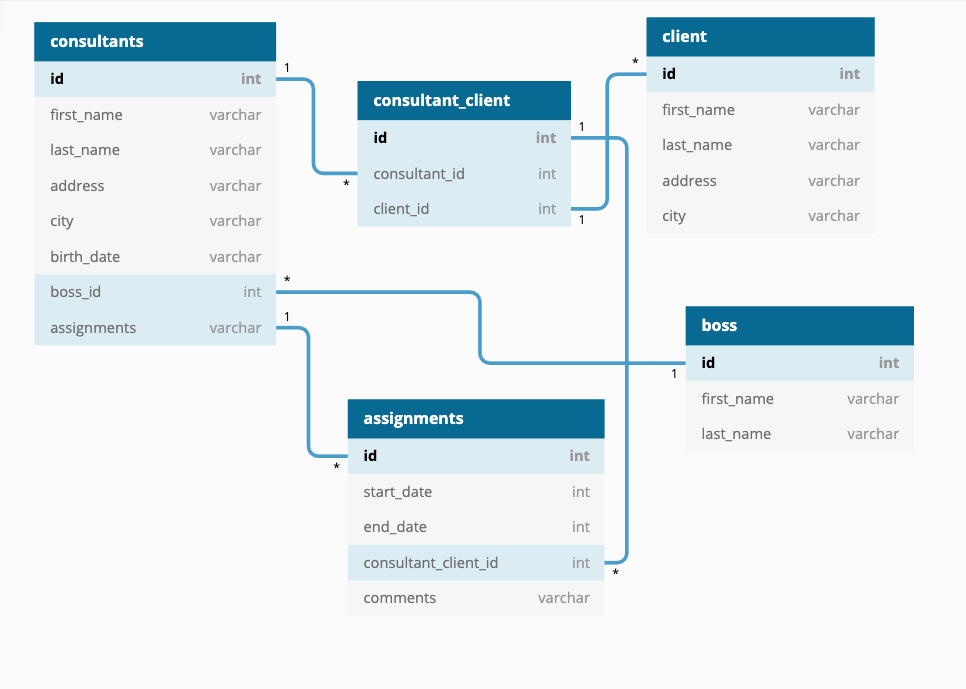 consultants
id int
first_name varchar
last_name varchar
address varchar
city varchar
birth_date varchar
boss_id int
assignments varchar
1
*
1
consultant_client
id int
consultant_id int
client_id int
*
1
1
client
id int
first_name varchar
last_name varchar
address varchar
city varchar
*
boss
id int
first_name varchar
last_name varchar
1
assignments
id int
start_date int
end_date int
consultant_client_id int
comments varchar
*
*